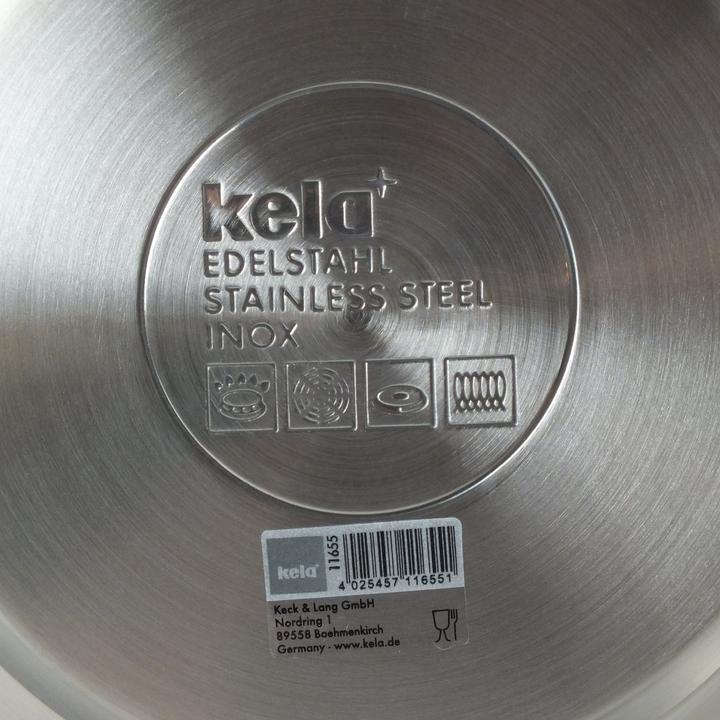 kela
EDELSTAHL
STAINLESS STEEL
INOX
kela
11655
4 025457 116551
Keck & Lang GmbH
Nordring 1
89558 Boehmenkirch
Germany - www.kela.de